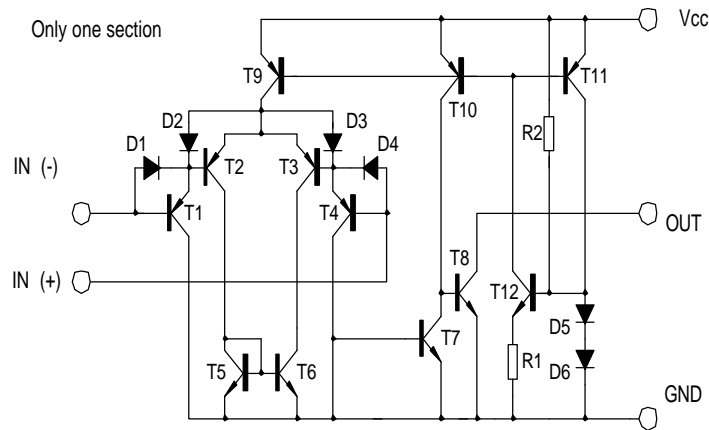 Only one section
Vcc
T9
T10
T11
D2
D3
D1
D4
R2
IN (-)
T2
T3
T1
T4
OUT
IN (+)
T8
T12
D5
T7
T5
T6
R1
D6
GND